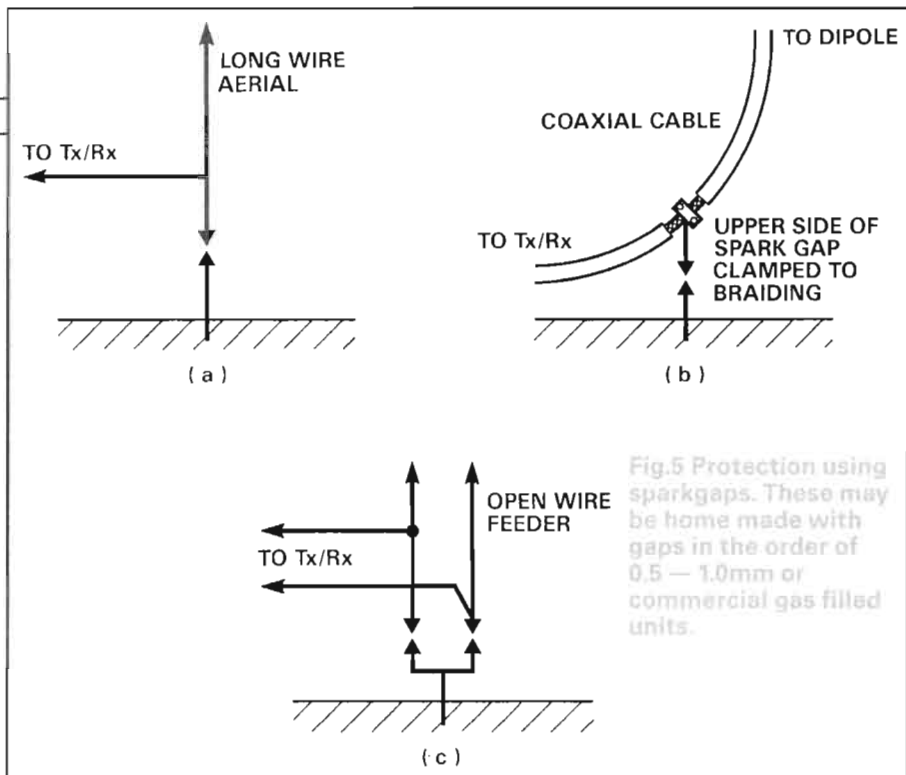 LONG WIRE
AERIAL
TO Tx/Rx
(a)
TO DIPOLE
COAXIAL CABLE
TO Tx/Rx
UPPER SIDE OF
SPARK GAP
CLAMPED TO
BRAIDING
(b)
OPEN WIRE
FEEDER
TO Tx/Rx
(c)
Fig.5 Protection using
sparkgaps. These may
be home made with
gaps in the order of
0.5 — 1.0mm or
commercial gas filled
units.